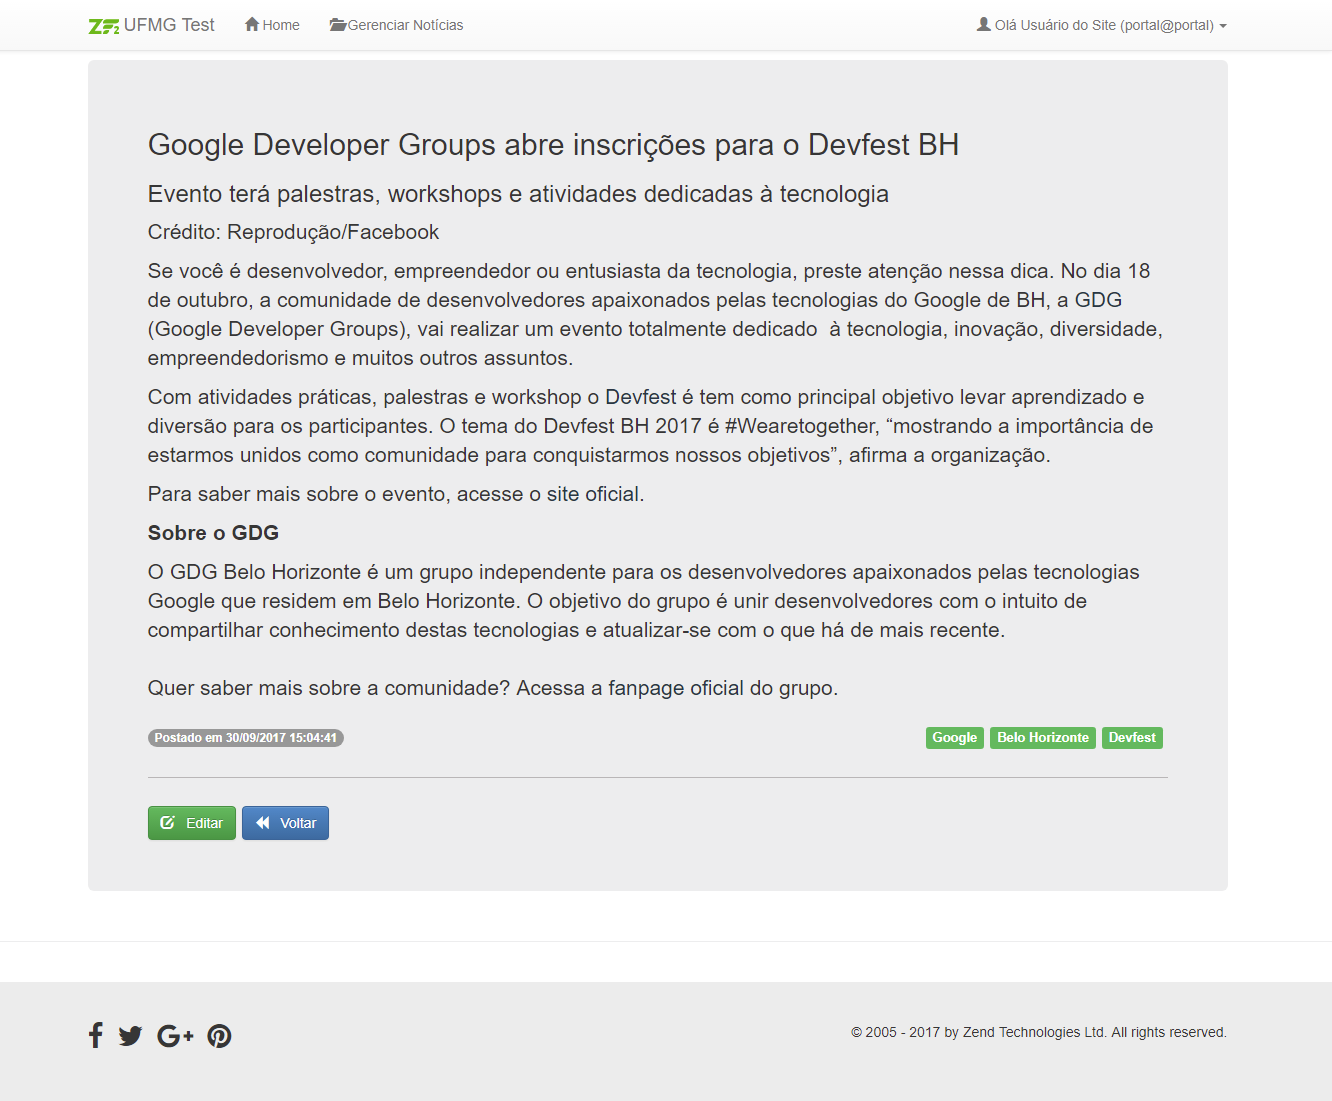 ZF2 UFMG Test Home Gerenciar Notícias Olá Usuário do Site (portal@portal)
Google Developer Groups abre inscrições para o Devfest BH
Evento terá palestras, workshops e atividades dedicadas à tecnologia
Crédito: Reprodução/Facebook
Se você é desenvolvedor, empreendedor ou entusiasta da tecnologia, preste atenção nessa dica. No dia 18
de outubro, a comunidade de desenvolvedores apaixonados pelas tecnologias do Google de BH, a GDG
(Google Developer Groups), vai realizar um evento totalmente dedicado  à tecnologia, inovação, diversidade,
empreendedorismo e muitos outros assuntos.
Com atividades práticas, palestras e workshop o Devfest é tem como principal objetivo levar aprendizado e
diversão para os participantes. O tema do Devfest BH 2017 é #Wearetogether, “mostrando a importância de
estarmos unidos como comunidade para conquistarmos nossos objetivos”, afirma a organização.
Para saber mais sobre o evento, acesse o site oficial.
Sobre o GDG
O GDG Belo Horizonte é um grupo independente para os desenvolvedores apaixonados pelas tecnologias
Google que residem em Belo Horizonte. O objetivo do grupo é unir desenvolvedores com o intuito de
compartilhar conhecimento destas tecnologias e atualizar-se com o que há de mais recente.
Quer saber mais sobre a comunidade? Acessa a fanpage oficial do grupo.
Postado em 30/09/2017 15:04:41 Google Belo Horizonte Devfest
Editar Voltar
© 2005 - 2017 by Zend Technologies Ltd. All rights reserved.